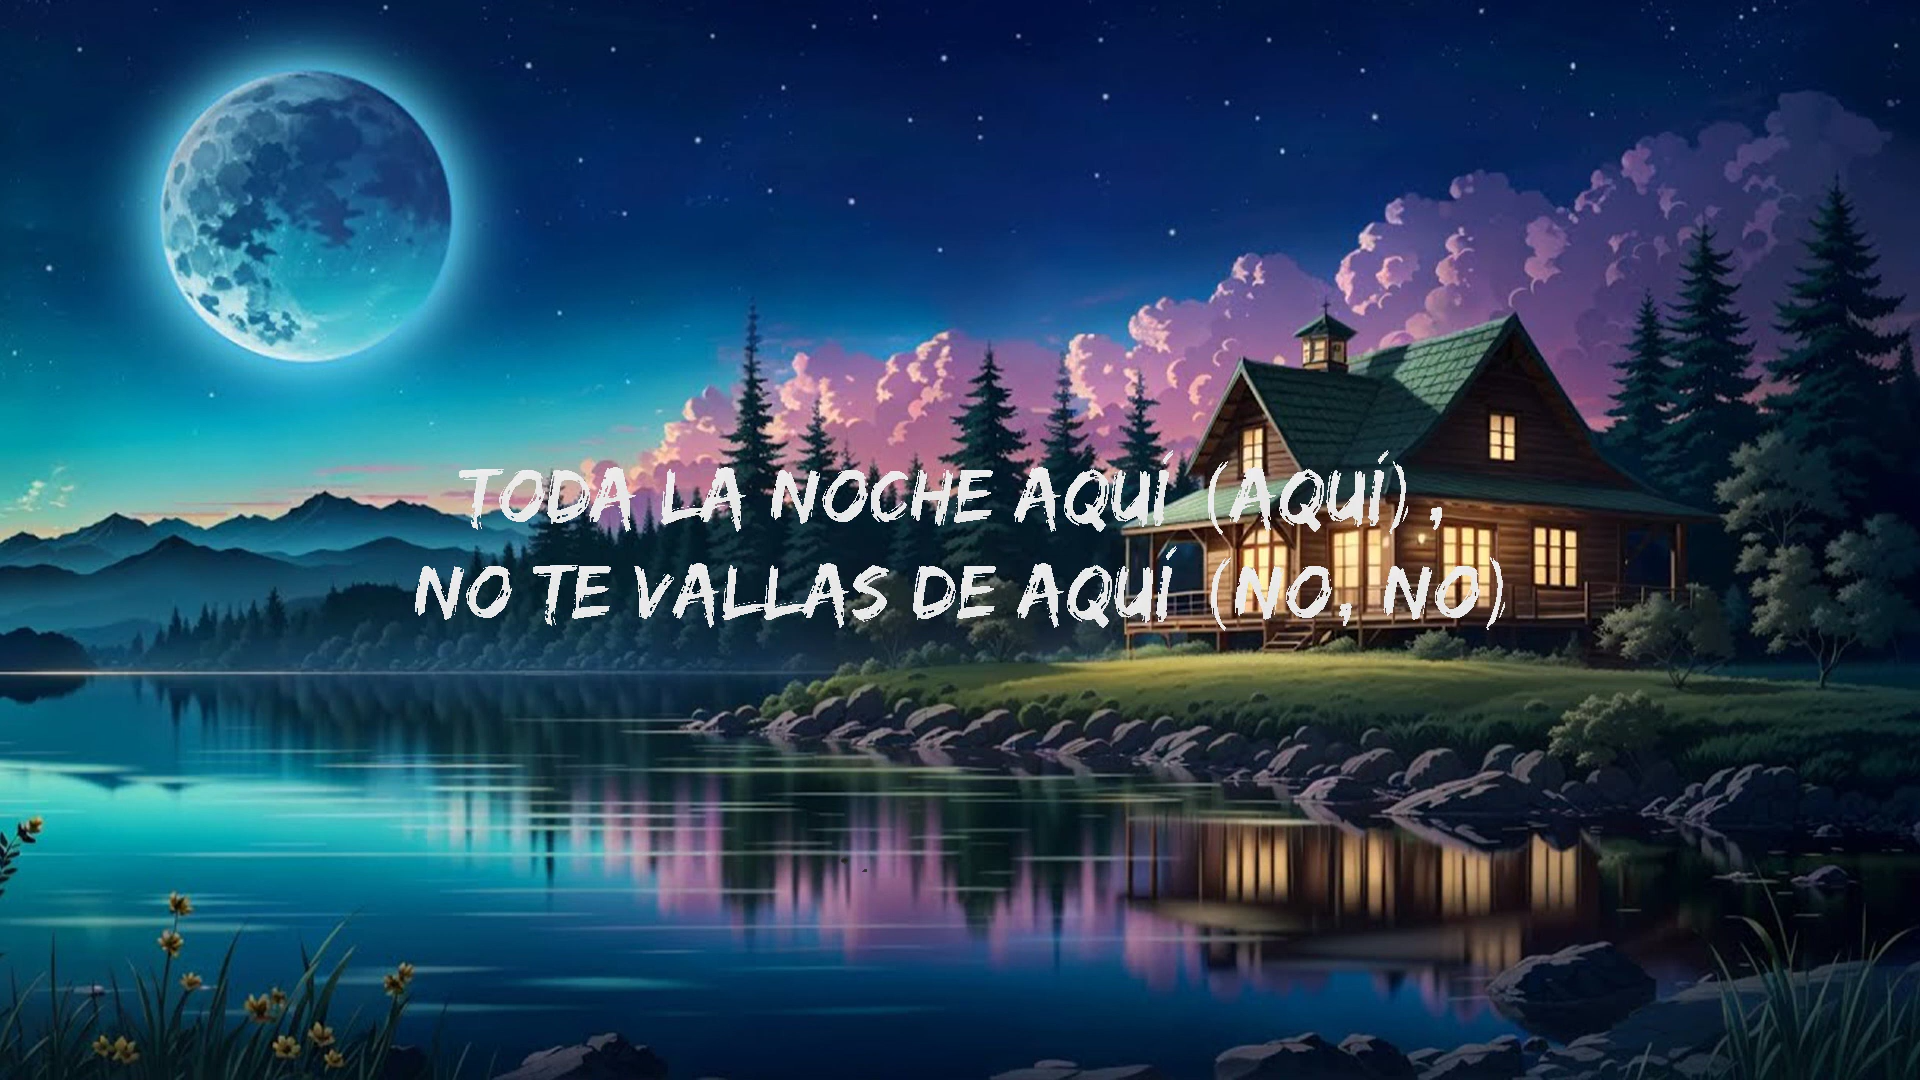 TODA LA NOCHE AQUÍ (AQUÍ) ,
NO TE VALLAS DE AQUÍ (NO, NO)